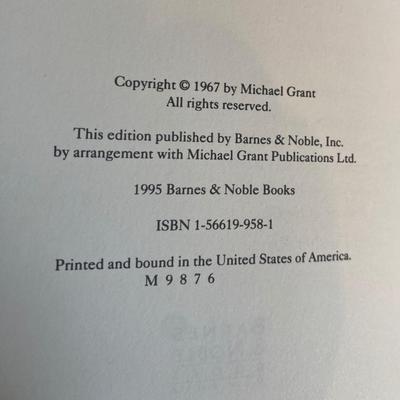 Copyright © 1967 by Michael Grant
All rights reserved.
This edition published by Barnes & Noble, Inc.
by arrangement with Michael Grant Publications Ltd.
1995 Barnes & Noble Books
ISBN 1-56619-958-1
Printed and bound in the United States of America.
M 9 8 7 6